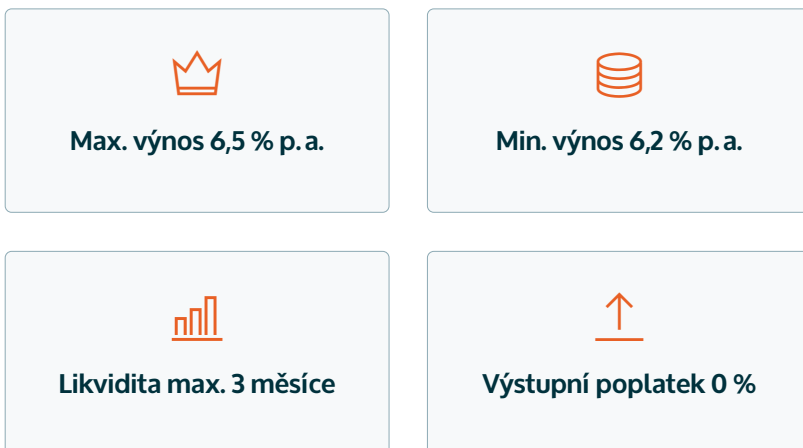 Max. výnos 6,5 % p. a.
Min. výnos 6,2 % p. a.
Likvidita max. 3 měsíce
Výstupní poplatek 0 %